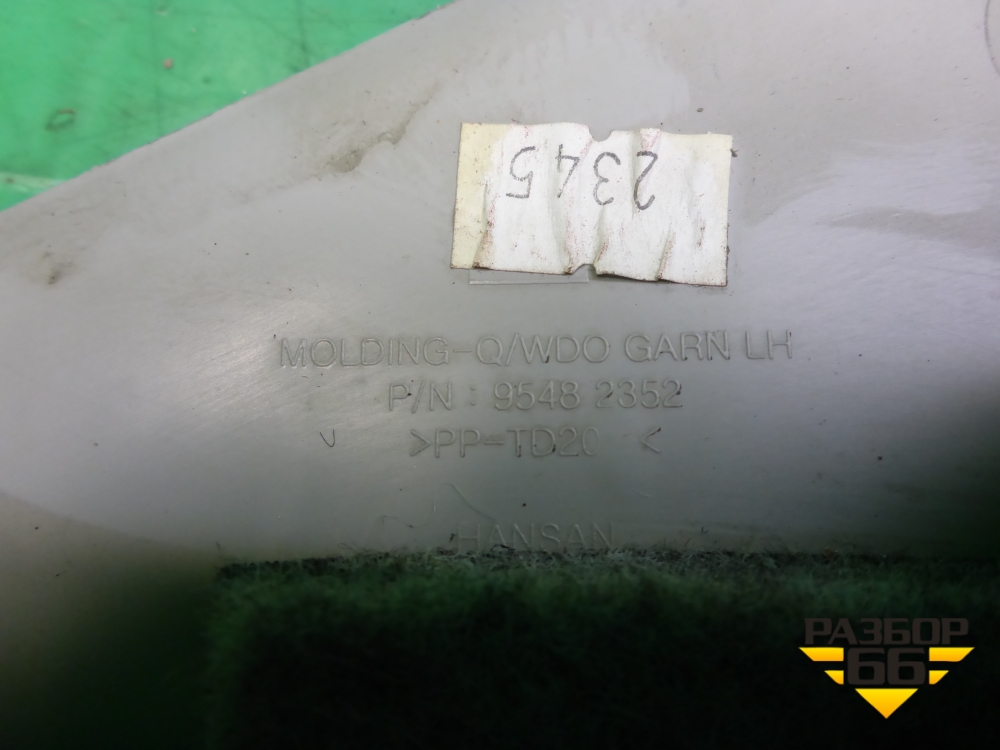 2345
MOLDING-Q/WDO GARN LH
P/N : 9548 2352
>PP-TD20 <
HANSAN
РАЗБОР
66